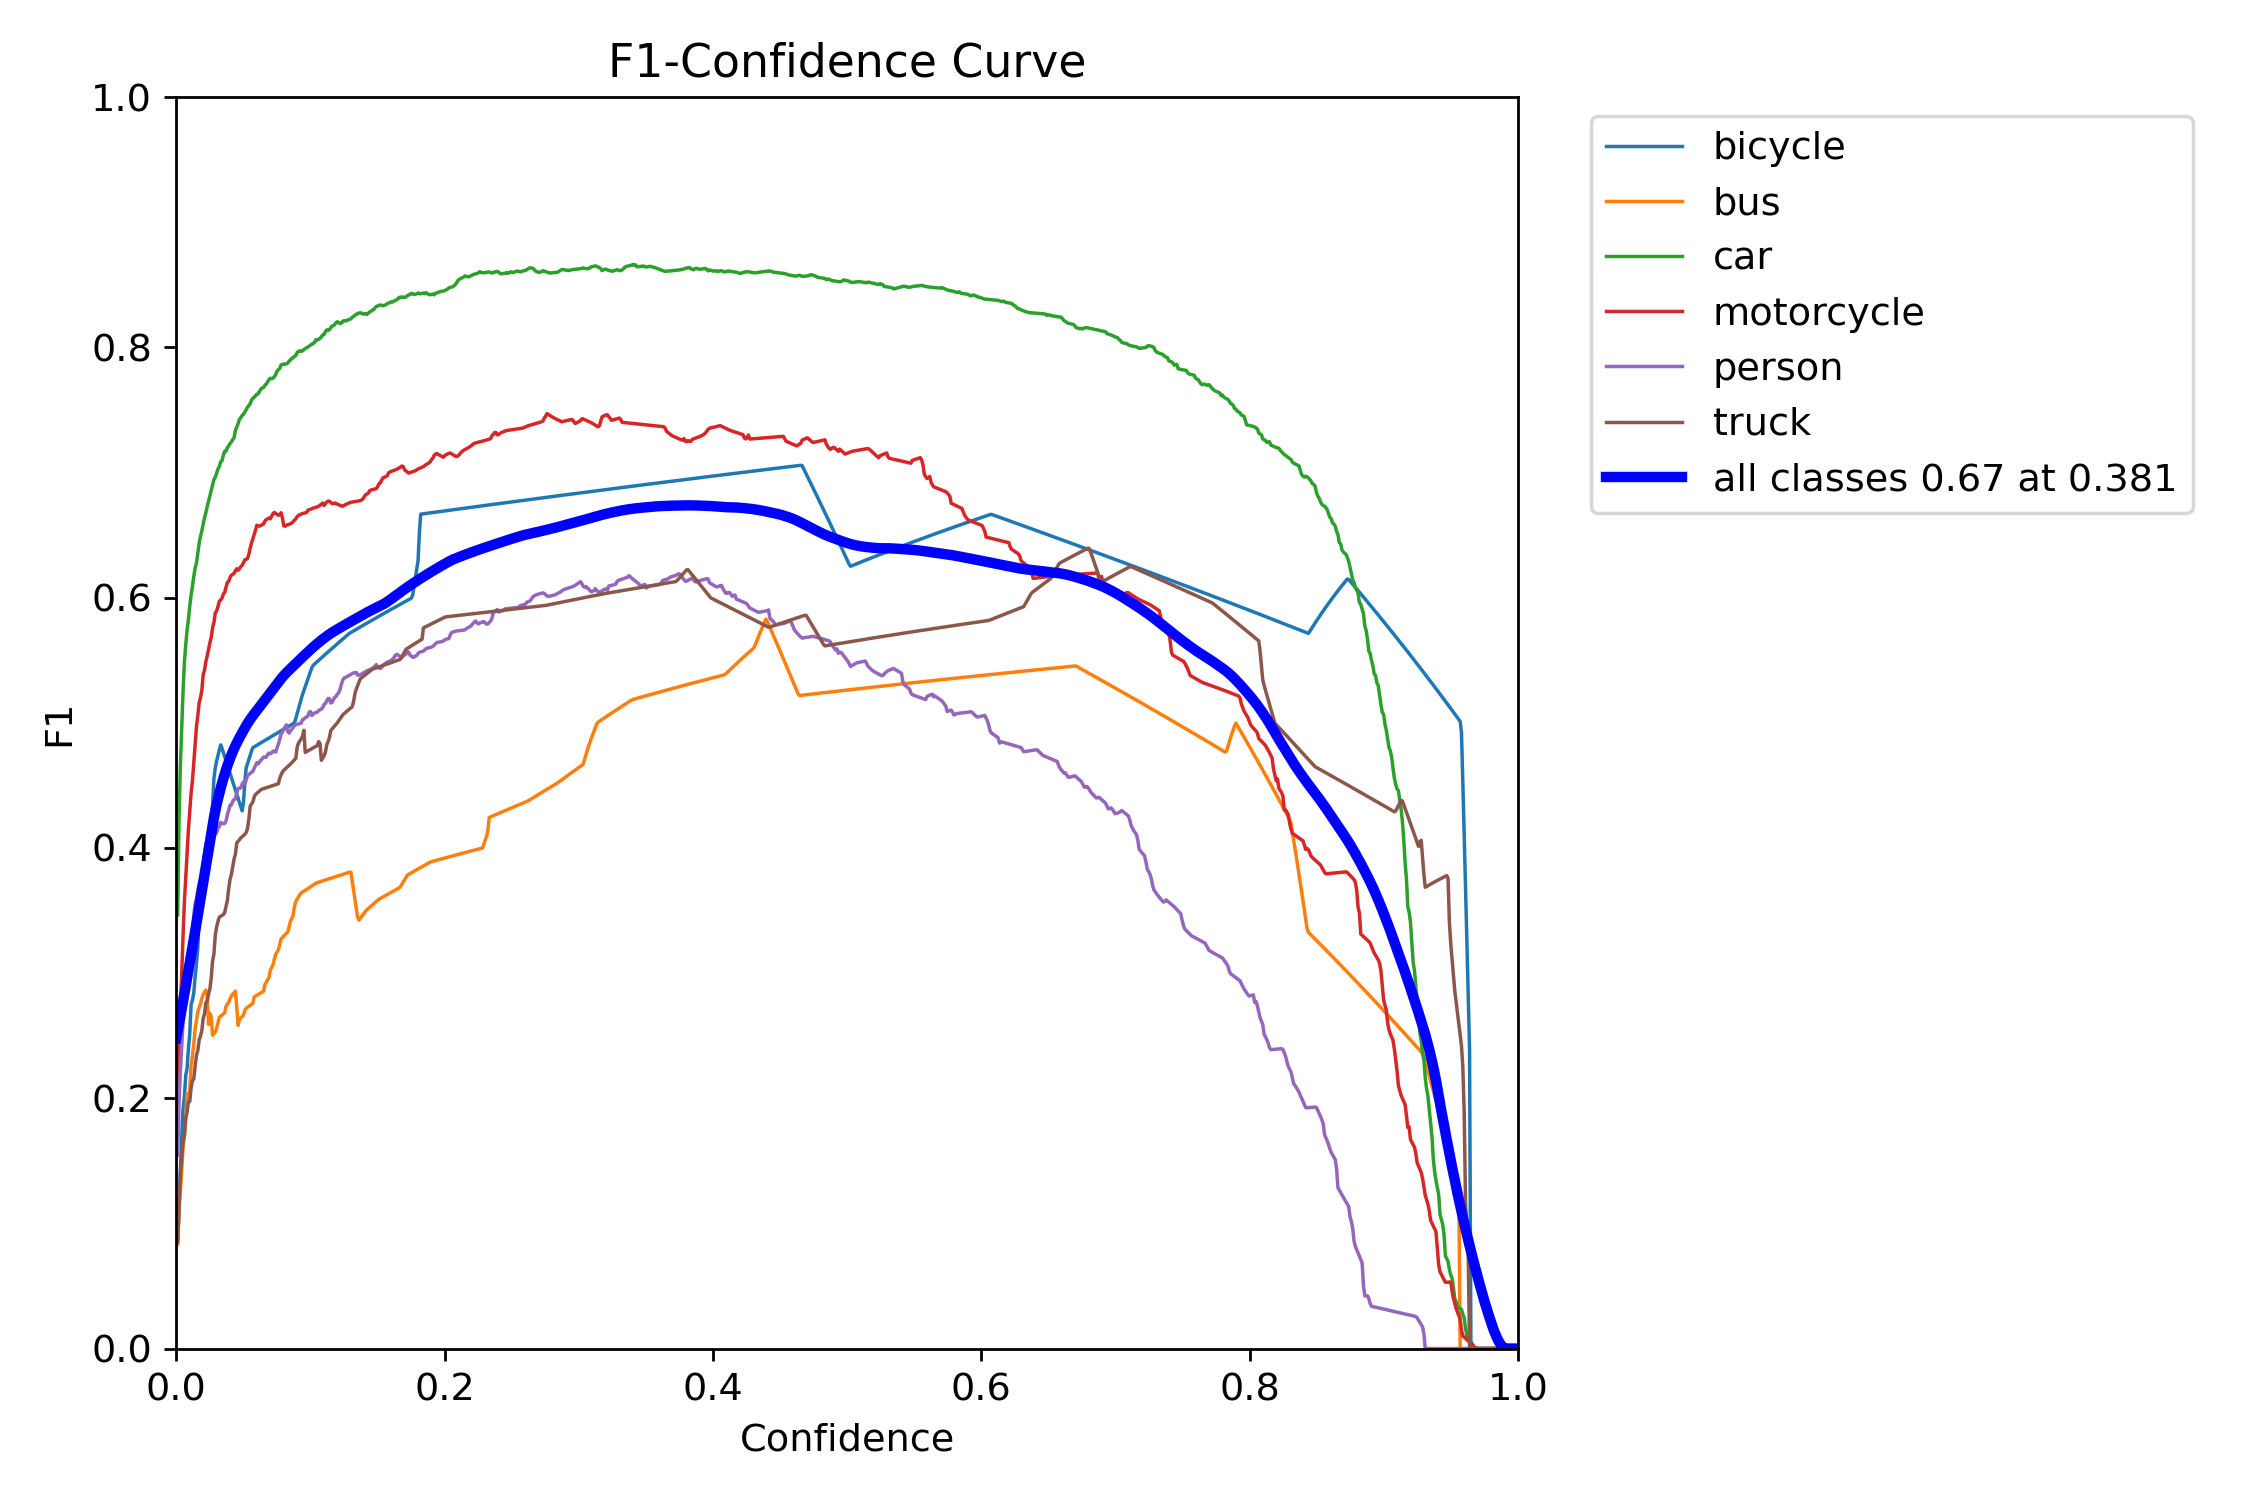 F1-Confidence Curve
1.0
0.8
0.6
0.4
0.2
0.0
F1
0.0 0.2 0.4 0.6 0.8 1.0
Confidence
bicycle
bus
car
motorcycle
person
truck
all classes 0.67 at 0.381